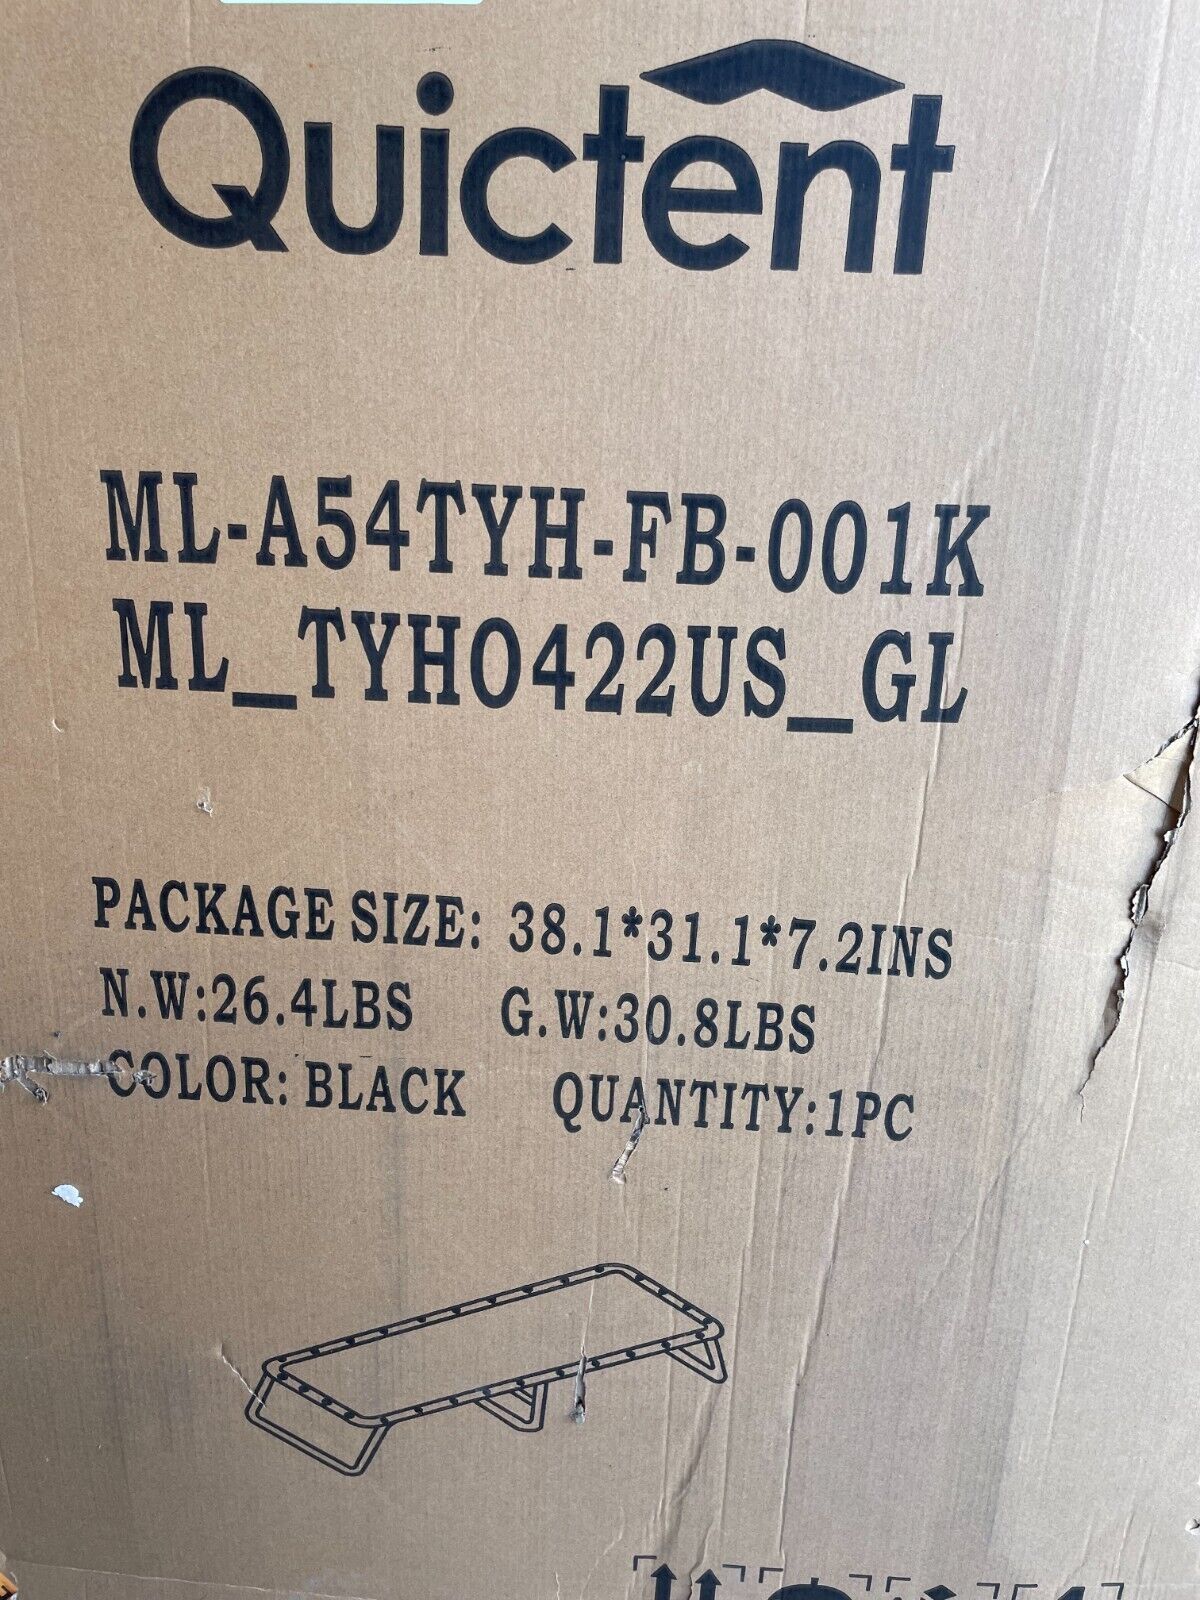 Quictent
ML-A54TYH-FB-001K
ML_TYH0422US_GL
PACKAGE SIZE: 38.1*31.1*7.2INS
N.W:26.4LBS G.W:30.8LBS
COLOR: BLACK QUANTITY:1PC